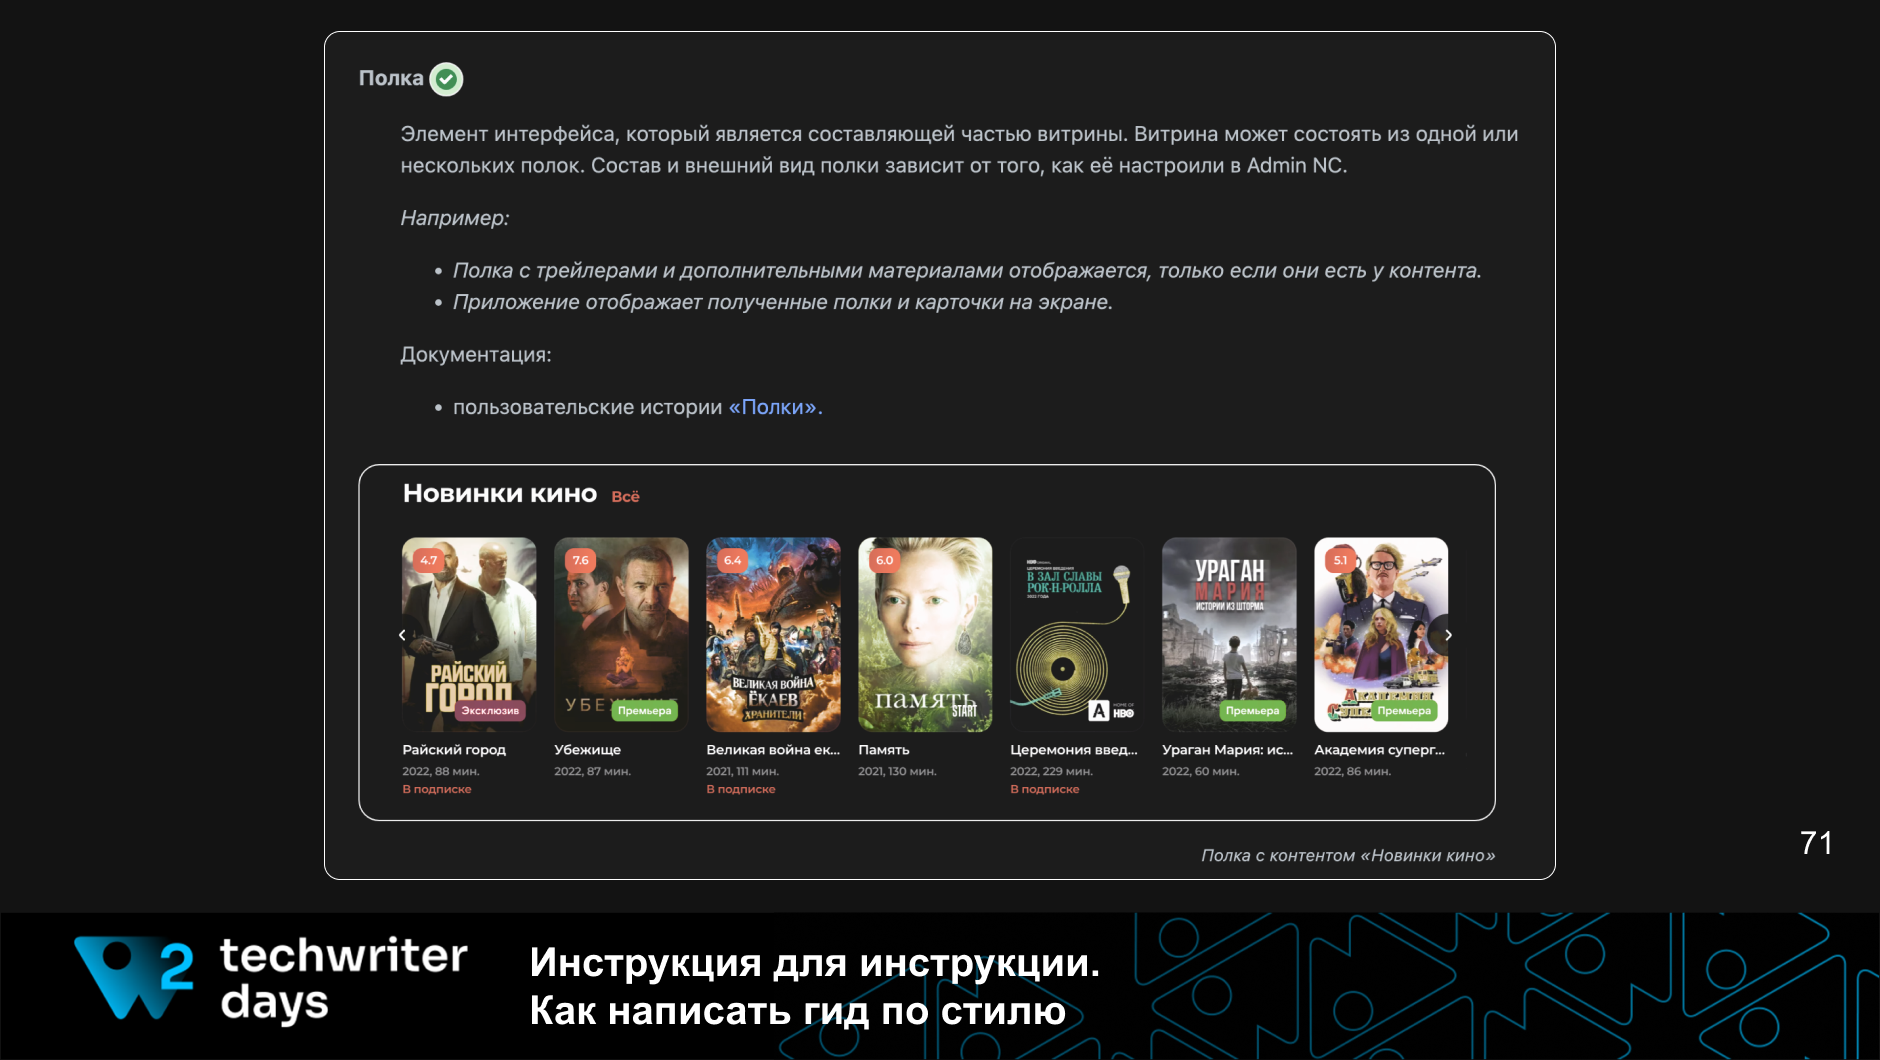 Полка
Элемент интерфейса, который является составляющей частью витрины. Витрина может состоять из одной или
нескольких полок. Состав и внешний вид полки зависит от того, как её настроили в Admin NC.
Например:
• Полка с трейлерами и дополнительными материалами отображается, только если они есть у контента.
• Приложение отображает полученные полки и карточки на экране.
Документация:
• пользовательские истории «Полки».
Новинки кино Всё
4.7
РАЙСКИЙ
ГОРОД
Эксклюзив
Райский город
2022, 88 мин.
В подписке
7.6
Премьера
Убежище
2022, 87 мин.
6.4
ВЕЛИКАЯ ВОЙНА
ЁКАЕВ
ХРАНИТЕЛИ
Великая война ек...
2021, 111 мин.
В подписке
6.0
память
START
Память
2021, 130 мин.
ЦЕРЕМОНИЯ ВВЕДЕНИЯ
В ЗАЛ СЛАВЫ
РОК-Н-РОЛЛА
2022 ГОДА
A HOME OF HBO
Церемония введ...
2022, 229 мин.
В подписке
УРАГАН
МАРИЯ
ИСТОРИИ ИЗ ШТОРМА
Премьера
Ураган Мария: ис...
2022, 60 мин.
5.1
Премьера
Академия суперг...
2022, 86 мин.
Полка с контентом «Новинки кино»
71
2 techwriter
days
Инструкция для инструкции.
Как написать гид по стилю